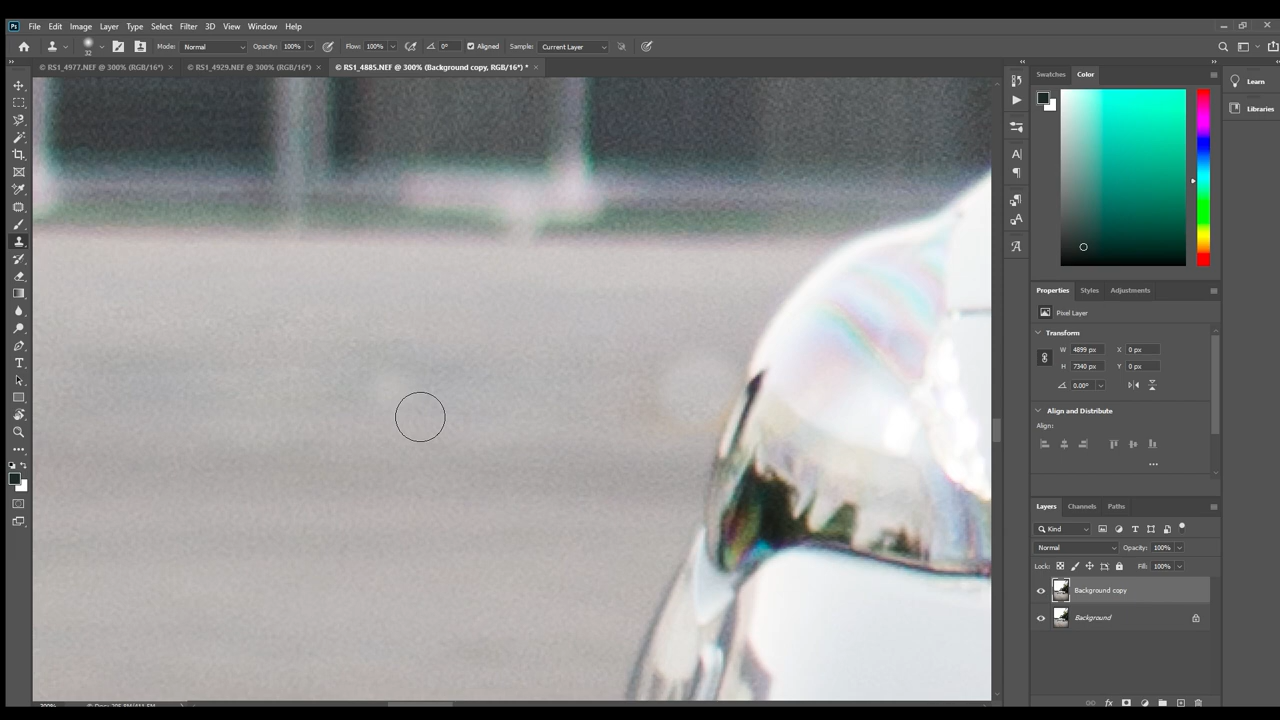 Ps File Edit Image Layer Type Select Filter 3D View Window Help
32 Mode: Normal Opacity: 100% Flow: 100% 0° Aligned Sample: Current Layer
© RS1_4977.NEF @ 300% (RGB/16*) × © RS1_4929.NEF @ 300% (RGB/16*) × © RS1_4885.NEF @ 300% (Background copy, RGB/16*) * ×
Swatches Color
Learn
Libraries
Properties Styles Adjustments
Pixel Layer
Transform
W 4899 px X 0 px
H 7340 px Y 0 px
0.00°
Align and Distribute
Align:
Layers Channels Paths
Kind
Normal Opacity: 100%
Lock: Fill: 100%
Background copy
Background